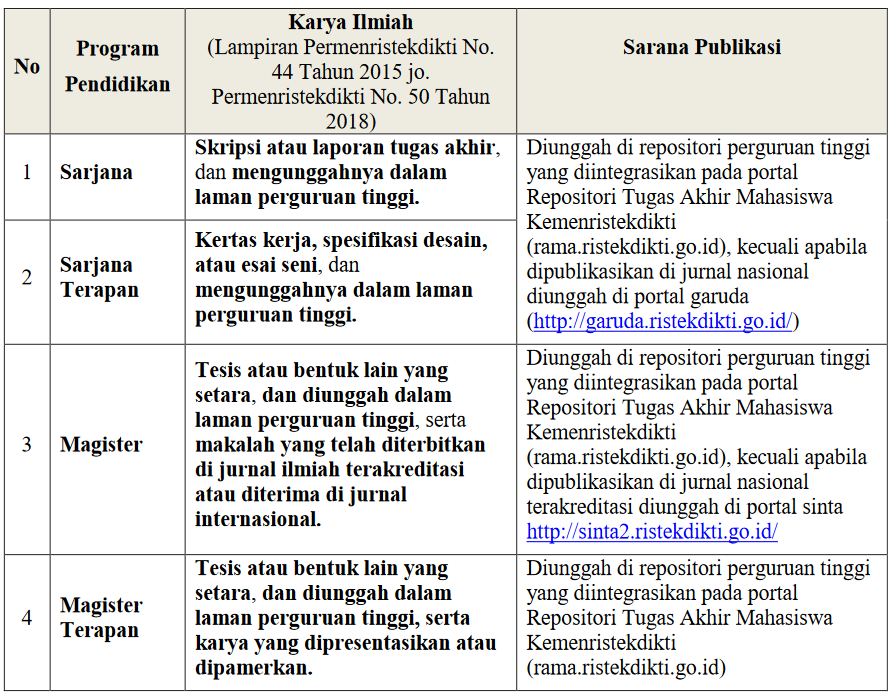 No
Program
Pendidikan
Karya Ilmiah
(Lampiran Permenristekdikti No.
44 Tahun 2015 jo.
Permenristekdikti No. 50 Tahun
2018)
Sarana Publikasi
1
Sarjana
Skripsi atau laporan tugas akhir,
dan mengunggahnya dalam
laman perguruan tinggi.
Diunggah di repositori perguruan tinggi
yang diintegrasikan pada portal
Repositori Tugas Akhir Mahasiswa
Kemenristekdikti
(rama.ristekdikti.go.id), kecuali apabila
dipublikasikan di jurnal nasional
diunggah di portal garuda
(http://garuda.ristekdikti.go.id/)
2
Sarjana
Terapan
Kertas kerja, spesifikasi desain,
atau esai seni, dan
mengunggahnya dalam laman
perguruan tinggi.
3
Magister
Tesis atau bentuk lain yang
setara, dan diunggah dalam
laman perguruan tinggi, serta
makalah yang telah diterbitkan
di jurnal ilmiah terakreditasi
atau diterima di jurnal
internasional.
Diunggah di repositori perguruan tinggi
yang diintegrasikan pada portal
Repositori Tugas Akhir Mahasiswa
Kemenristekdikti
(rama.ristekdikti.go.id), kecuali apabila
dipublikasikan di jurnal nasional
terakreditasi diunggah di portal sinta
http://sinta2.ristekdikti.go.id/
4
Magister
Terapan
Tesis atau bentuk lain yang
setara, dan diunggah dalam
laman perguruan tinggi, serta
karya yang dipresentasikan atau
dipamerkan.
Diunggah di repositori perguruan tinggi
yang diintegrasikan pada portal
Repositori Tugas Akhir Mahasiswa
Kemenristekdikti
(rama.ristekdikti.go.id)